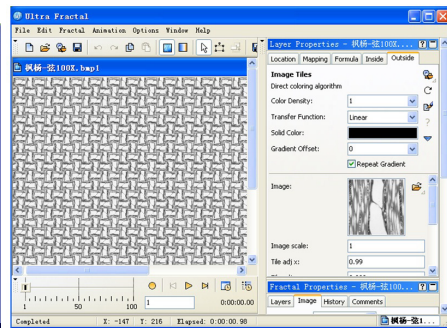 Ultra Fractal
File Edit Fractal Animation Options Window Help
枫杨-弦100X.bmp1
1 50 100
1
0:00:00.00
Layer Properties - 枫杨-弦100X....
Location Mapping Formula Inside Outside
Image Tiles
Direct coloring algorithm
Color Density: 1
Transfer Function: Linear
Solid Color:
Gradient Offset: 0
Repeat Gradient
Image:
Image scale: 1
Tile adj x: 0.99
Fractal Properties - 枫杨-弦100...
Layers Image History Comments
Completed X: -147 Y: 216 Elapsed: 0:00:00.98
枫杨-弦1...